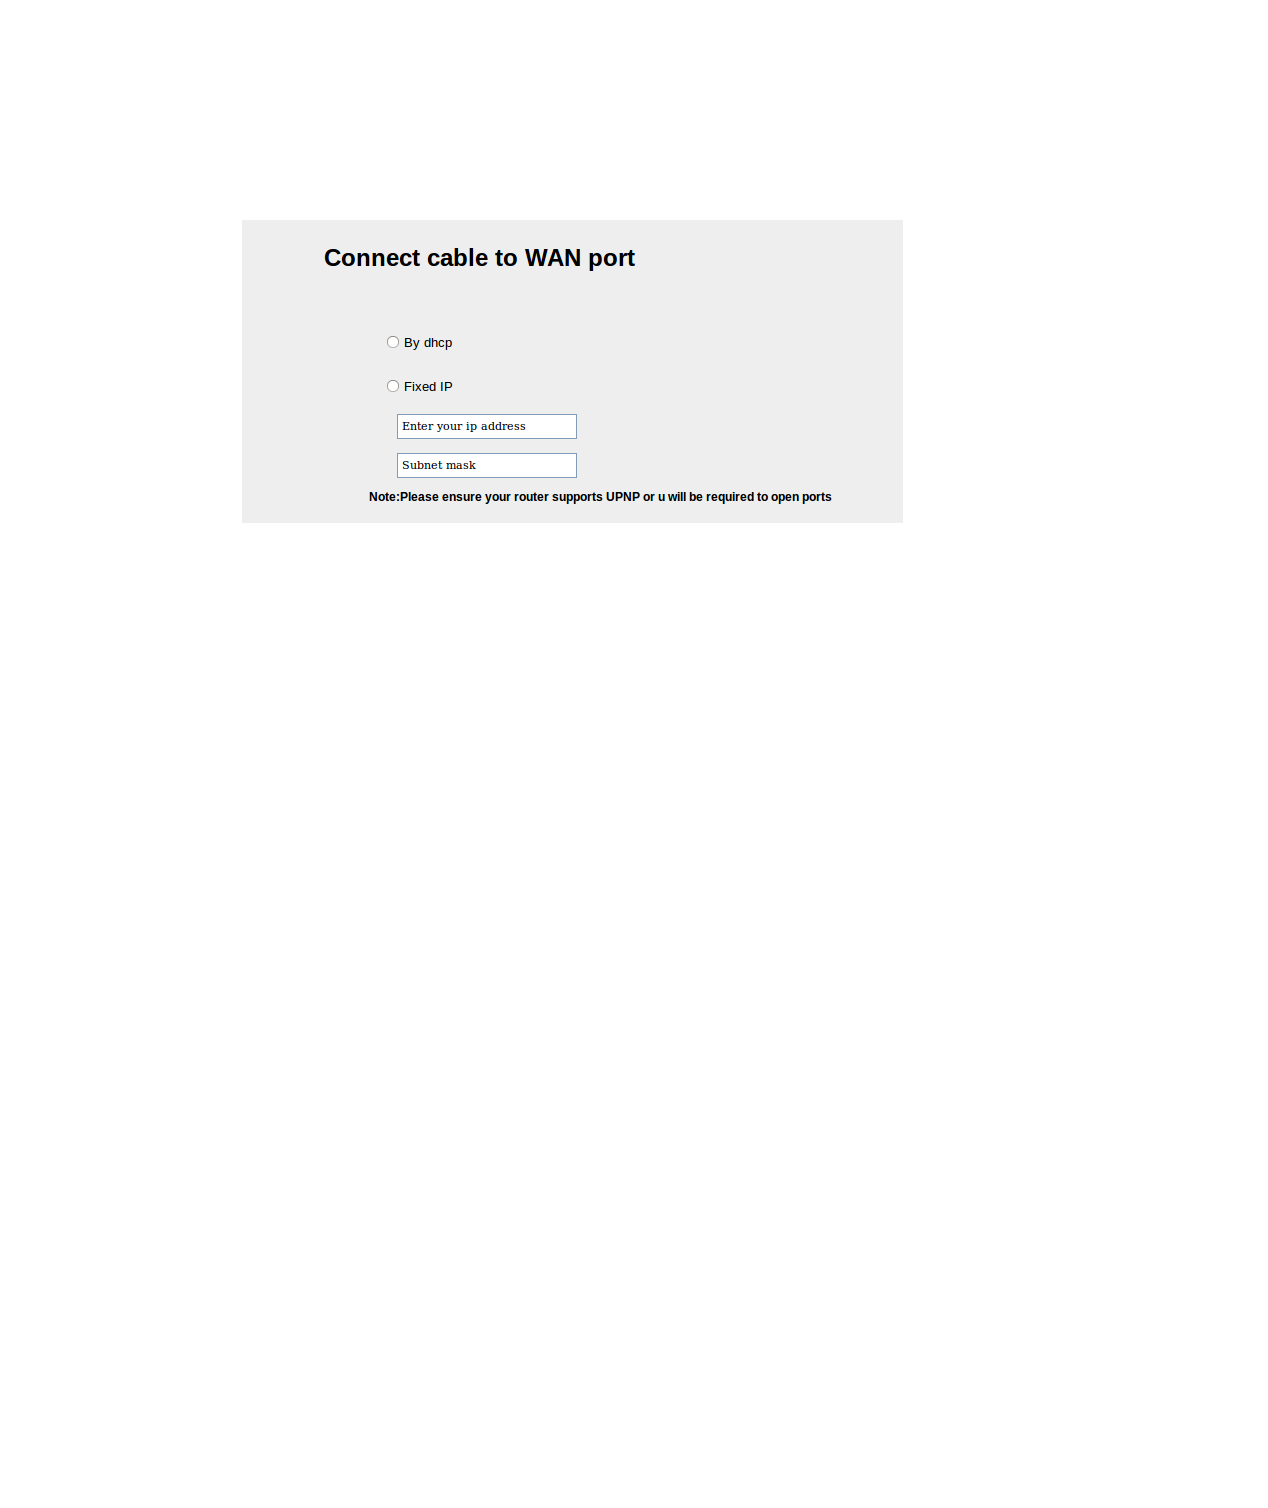 Connect cable to WAN port
By dhcp
Fixed IP
Enter your ip address
Subnet mask
Note:Please ensure your router supports UPNP or u will be required to open ports